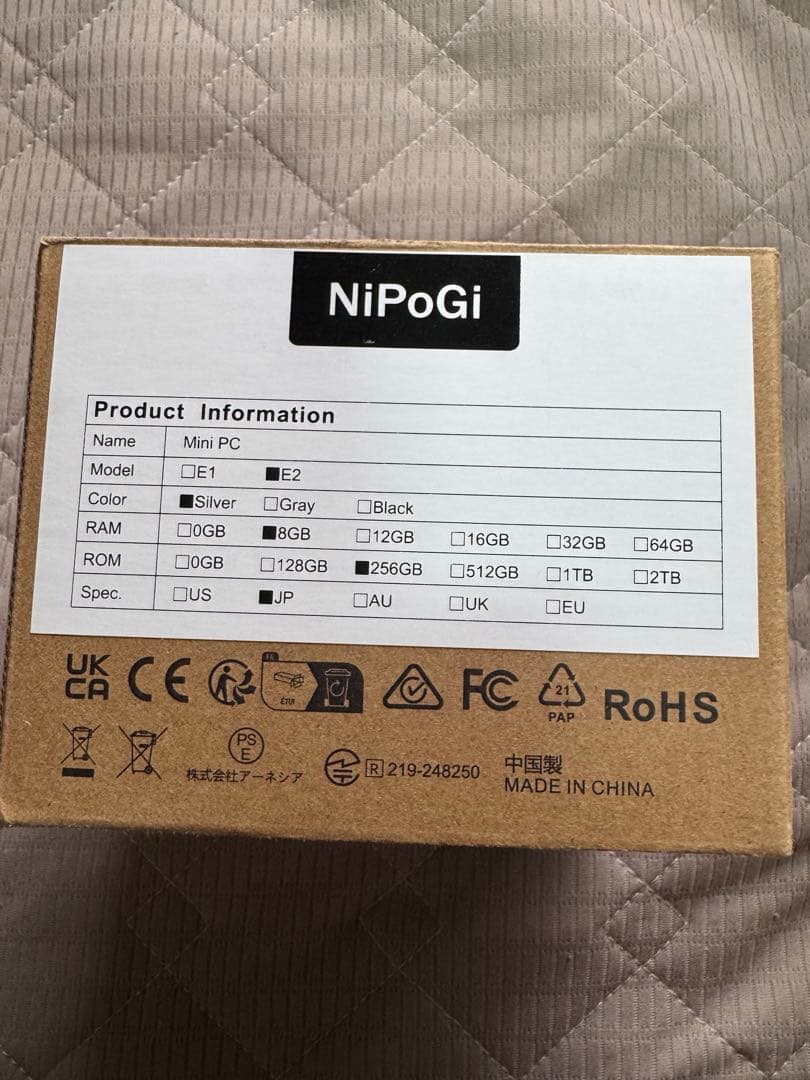 NiPoGi
Product Information
Name Mini PC
Model □E1 ■E2
Color ■Silver □Gray □Black
RAM □0GB ■8GB □12GB □16GB □32GB □64GB
ROM □0GB □128GB ■256GB □512GB □1TB □2TB
Spec. □US ■JP □AU □UK □EU
UK CA CE FR ÉTUI FC 21 PAP RoHS
PS E
株式会社アーネシア R 219-248250 中国製
MADE IN CHINA